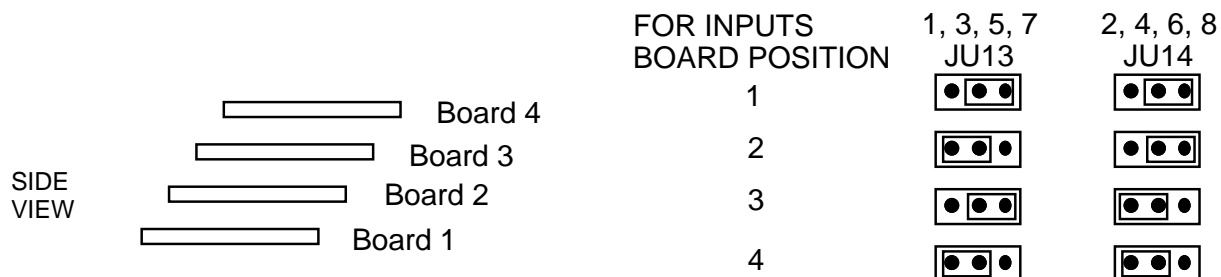 FOR INPUTS 1, 3, 5, 7 2, 4, 6, 8
BOARD POSITION JU13 JU14
1
2
3
4
Board 4
Board 3
Board 2
Board 1
SIDE
VIEW